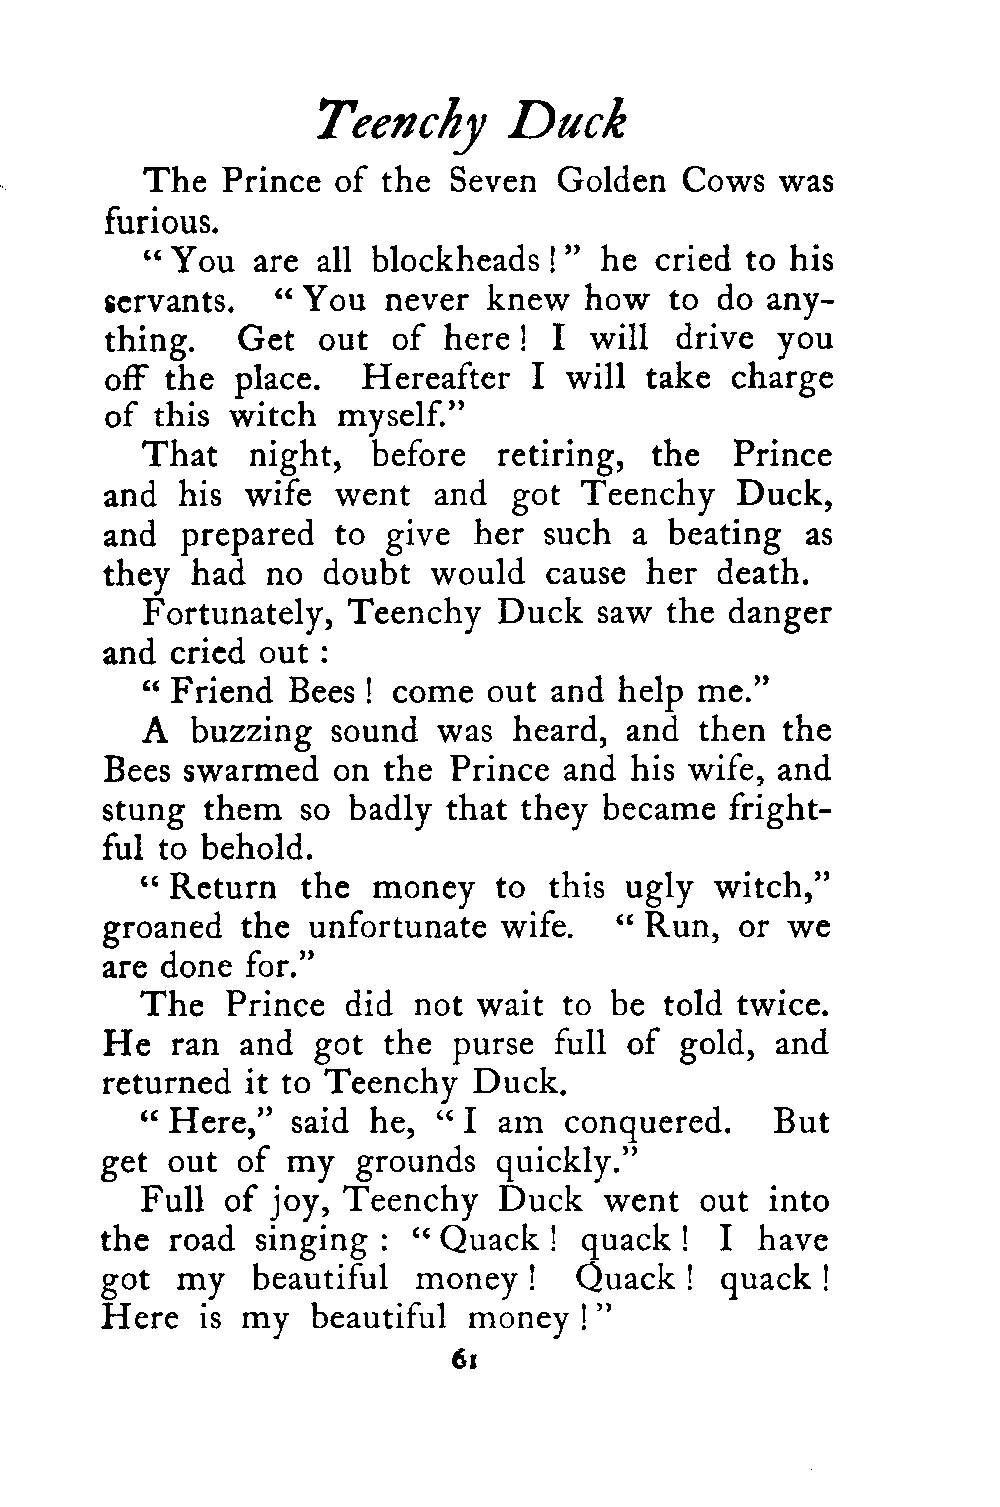 Teenchy Duck
The Prince of the Seven Golden Cows was
furious.
“ You are all blockheads ! ” he cried to his
servants. “ You never knew how to do any-
thing. Get out of here ! I will drive you
off the place. Hereafter I will take charge
of this witch myself.”
That night, before retiring, the Prince
and his wife went and got Teenchy Duck,
and prepared to give her such a beating as
they had no doubt would cause her death.
Fortunately, Teenchy Duck saw the danger
and cried out :
“ Friend Bees ! come out and help me.”
A buzzing sound was heard, and then the
Bees swarmed on the Prince and his wife, and
stung them so badly that they became fright-
ful to behold.
“ Return the money to this ugly witch,”
groaned the unfortunate wife. “ Run, or we
are done for.”
The Prince did not wait to be told twice.
He ran and got the purse full of gold, and
returned it to Teenchy Duck.
“ Here,” said he, “ I am conquered. But
get out of my grounds quickly.”
Full of joy, Teenchy Duck went out into
the road singing : “ Quack ! quack ! I have
got my beautiful money ! Quack ! quack !
Here is my beautiful money ! ”
61